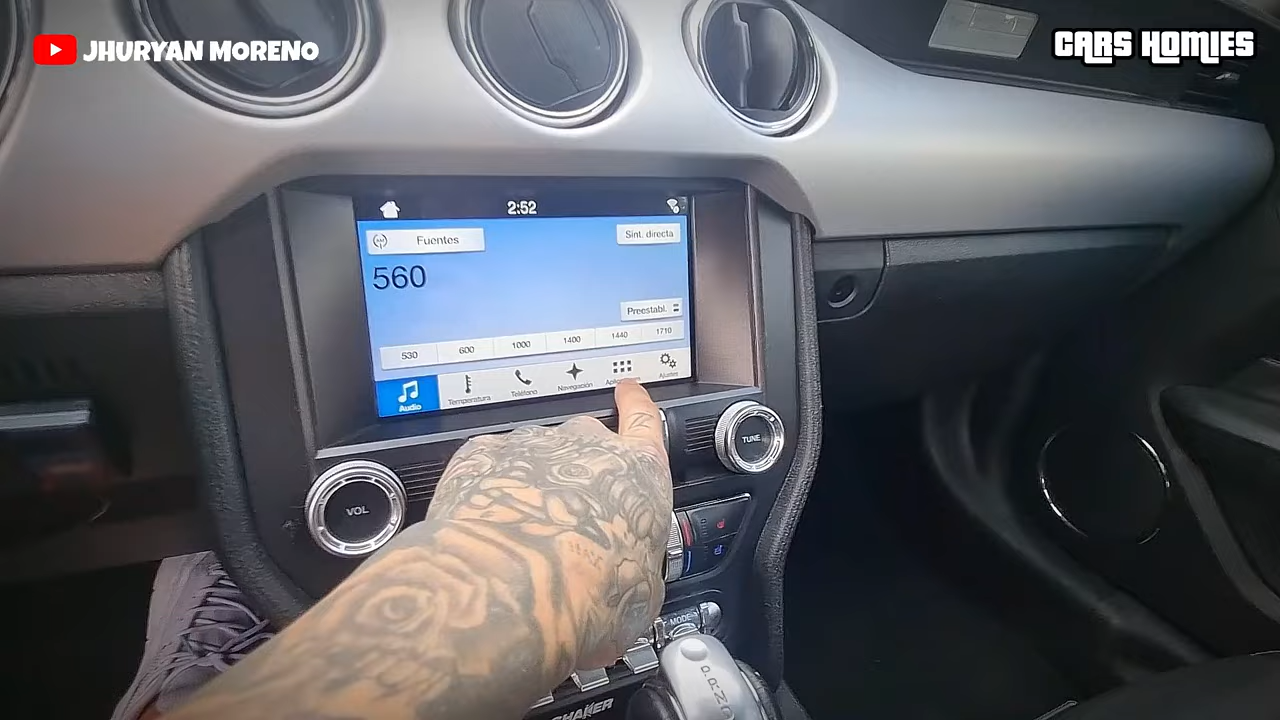 JHURYAN MORENO
CARS HOMIES
2:52
Fuentes
Sint. directa
560
Preestabl.
530 600 1000 1400 1440 1710
Audio
Temperatura
Teléfono
Navegación
Ajustes
TUNE
VOL
MODE
P R N D
SHAKER